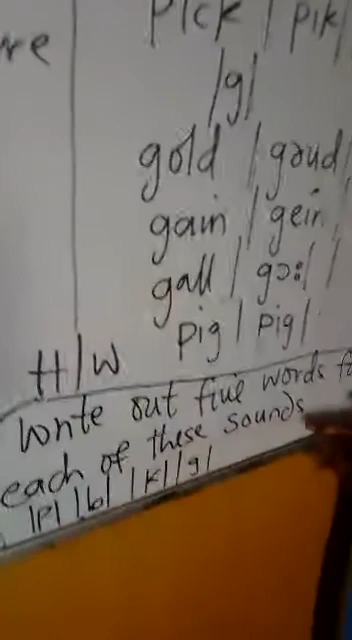 pick | pik|
re
|g|
gold | gəud
gain | gein
gall | gɔ:| |
pig | pig |
H/W
Write out five words
each of these sounds
|p| |b| |k| |g|